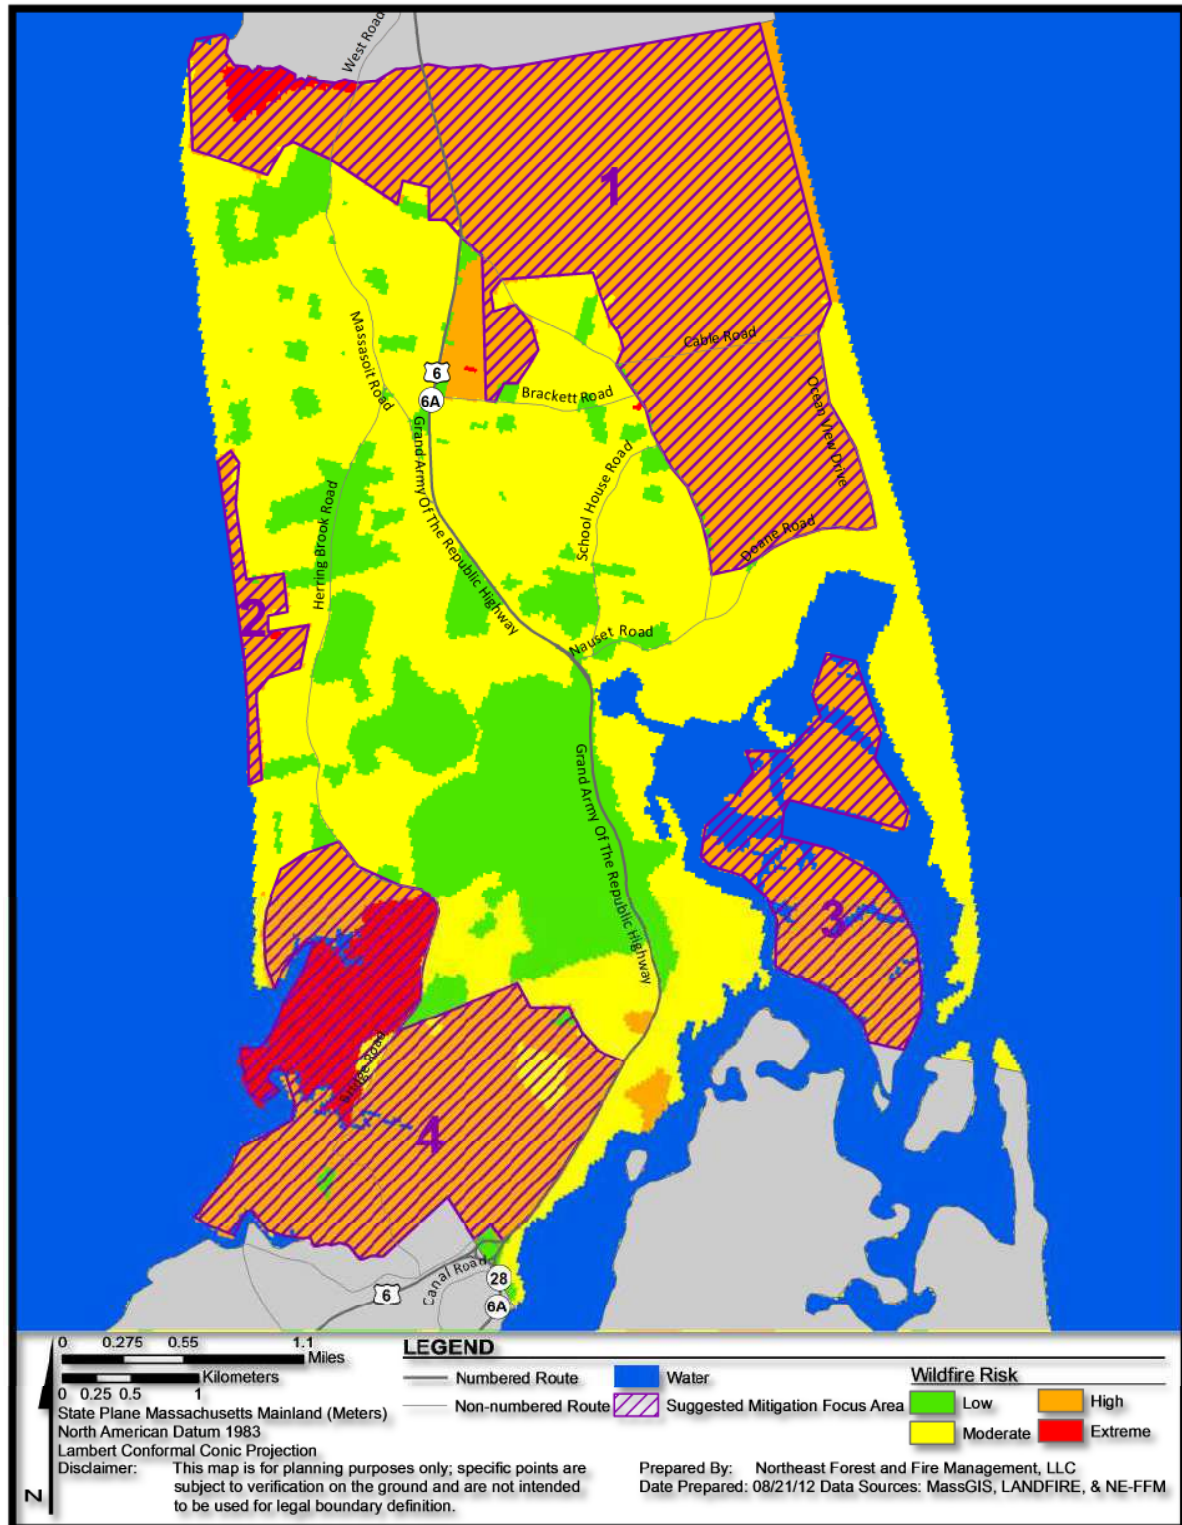 West Road
1
Cable Road
Massasoit Road
6
6A
Brackett Road
Ocean View Drive
Grand Army Of The Republic Highway
School House Road
Herring Brook Road
Doane Road
2
Nauset Road
Grand Army Of The Republic Highway
3
Bridge Road
4
Canal Road
28
6
6A
0 0.275 0.55 1.1
Miles
Kilometers
0 0.25 0.5 1
State Plane Massachusetts Mainland (Meters)
North American Datum 1983
Lambert Conformal Conic Projection
Disclaimer: This map is for planning purposes only; specific points are
subject to verification on the ground and are not intended
to be used for legal boundary definition.
N
LEGEND
Numbered Route
Non-numbered Route
Water
Suggested Mitigation Focus Area
Wildfire Risk
Low
High
Moderate
Extreme
Prepared By: Northeast Forest and Fire Management, LLC
Date Prepared: 08/21/12 Data Sources: MassGIS, LANDFIRE, & NE-FFM